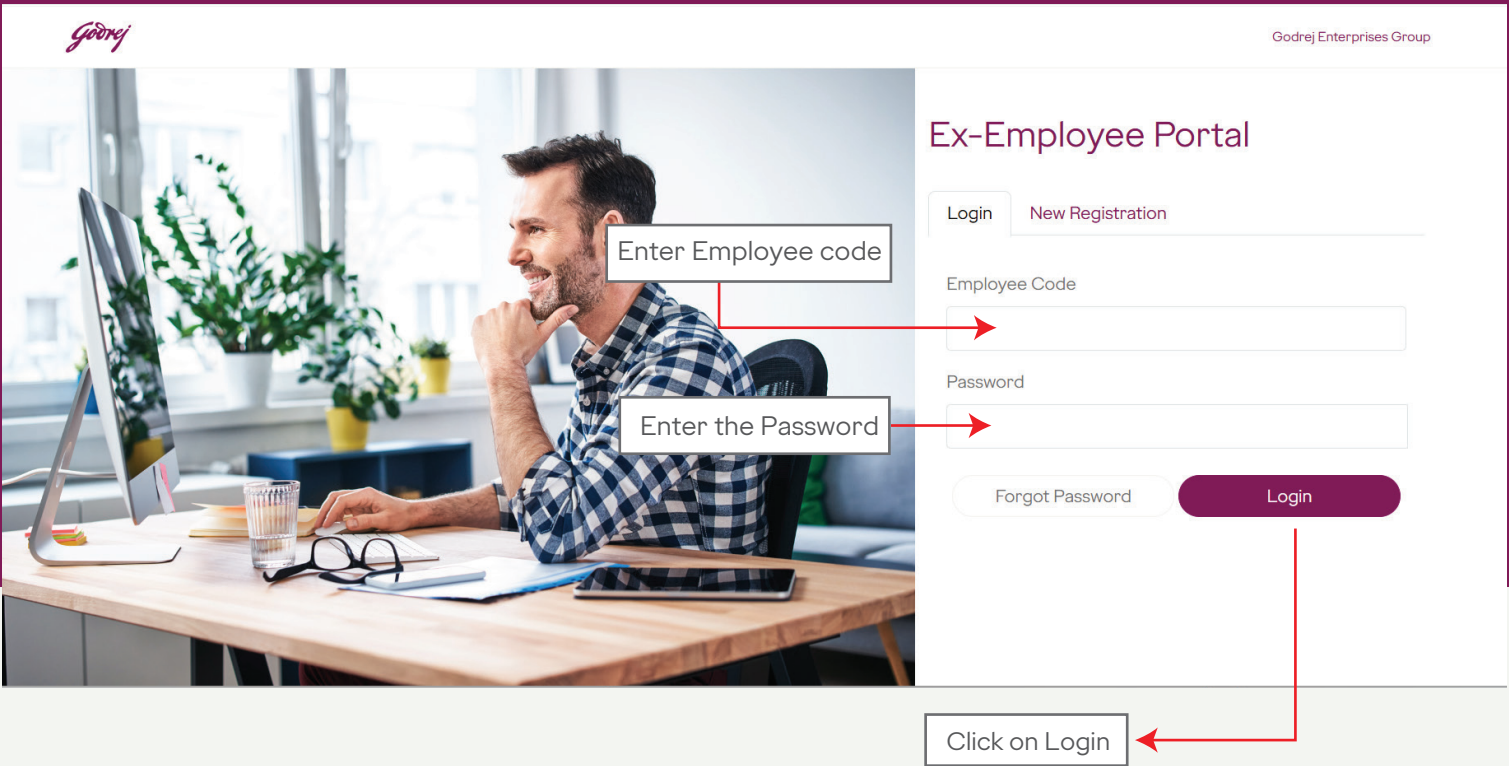 Godrej
Godrej Enterprises Group
Ex-Employee Portal
Login
New Registration
Enter Employee code
Employee Code
Password
Enter the Password
Forgot Password
Login
Click on Login